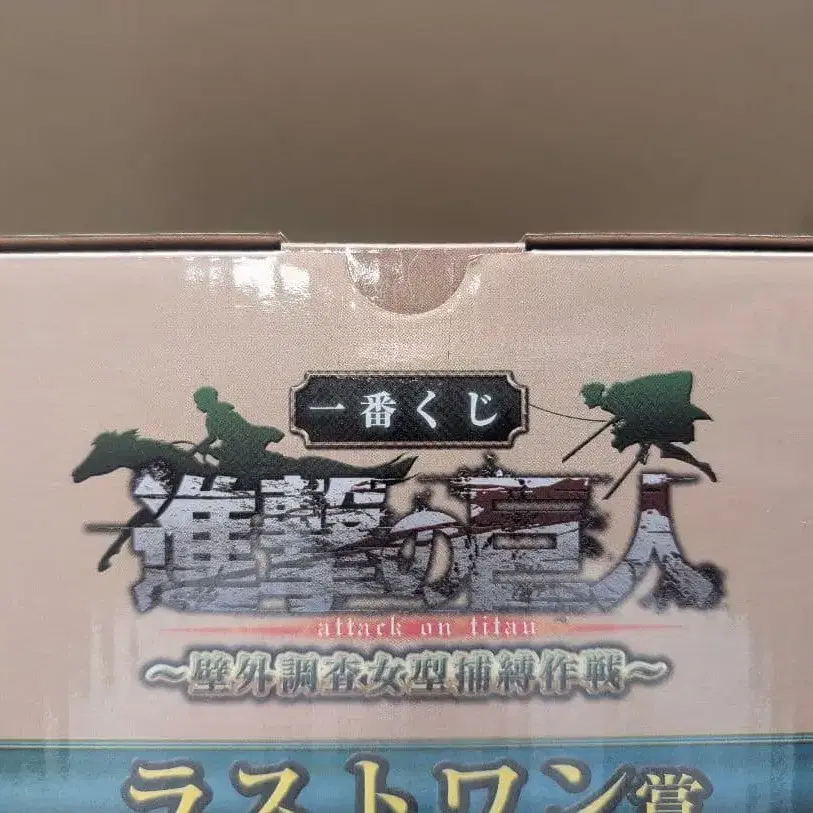 一番くじ
進撃の巨人
attack on titan
～壁外調査女型捕縛作戦～
ラストワン賞